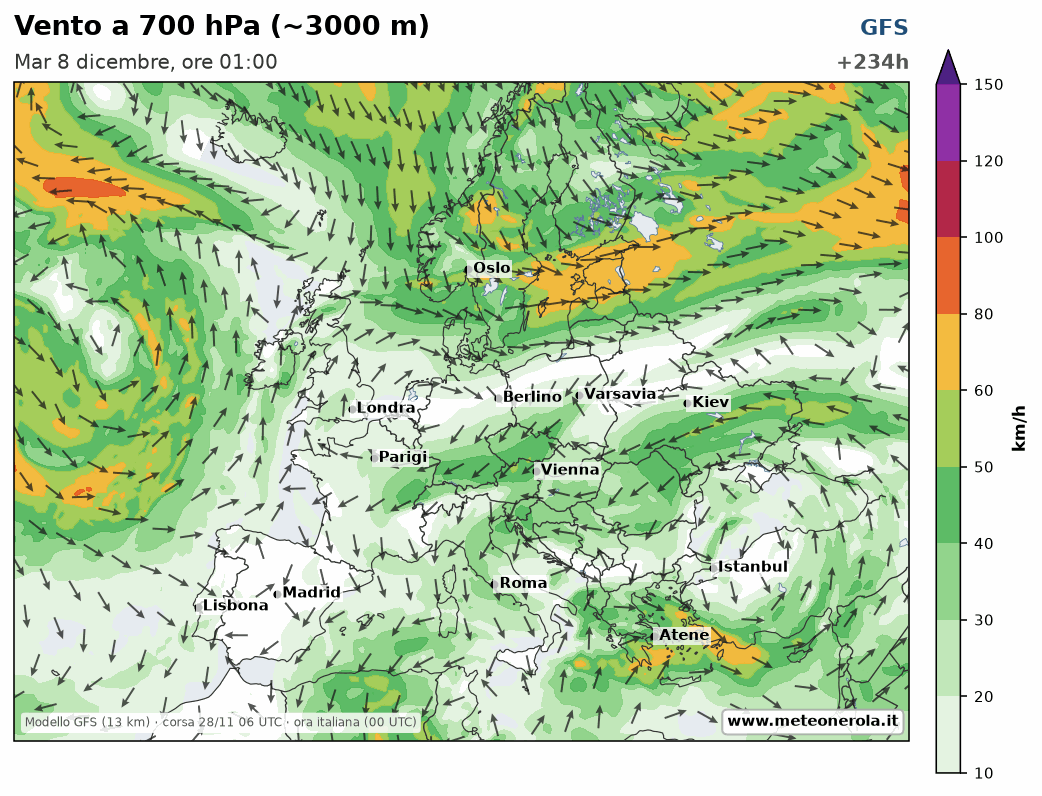 Vento a 700 hPa (~3000 m)
GFS
Mar 8 dicembre, ore 01:00
+234h
150
120
100
80
60
50
40
30
20
10
km/h
Oslo
Berlino
Varsavia
Kiev
Londra
Parigi
Vienna
Istanbul
Roma
Madrid
Lisbona
Atene
Modello GFS (13 km) · corsa 28/11 06 UTC · ora italiana (00 UTC)
www.meteonerola.it